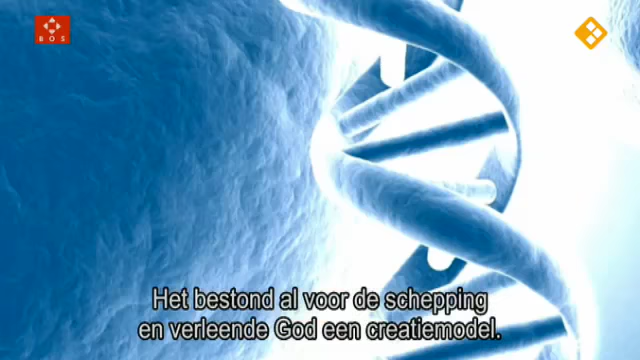 BOS
Het bestond al voor de schepping
en verleende God een creatiemodel.